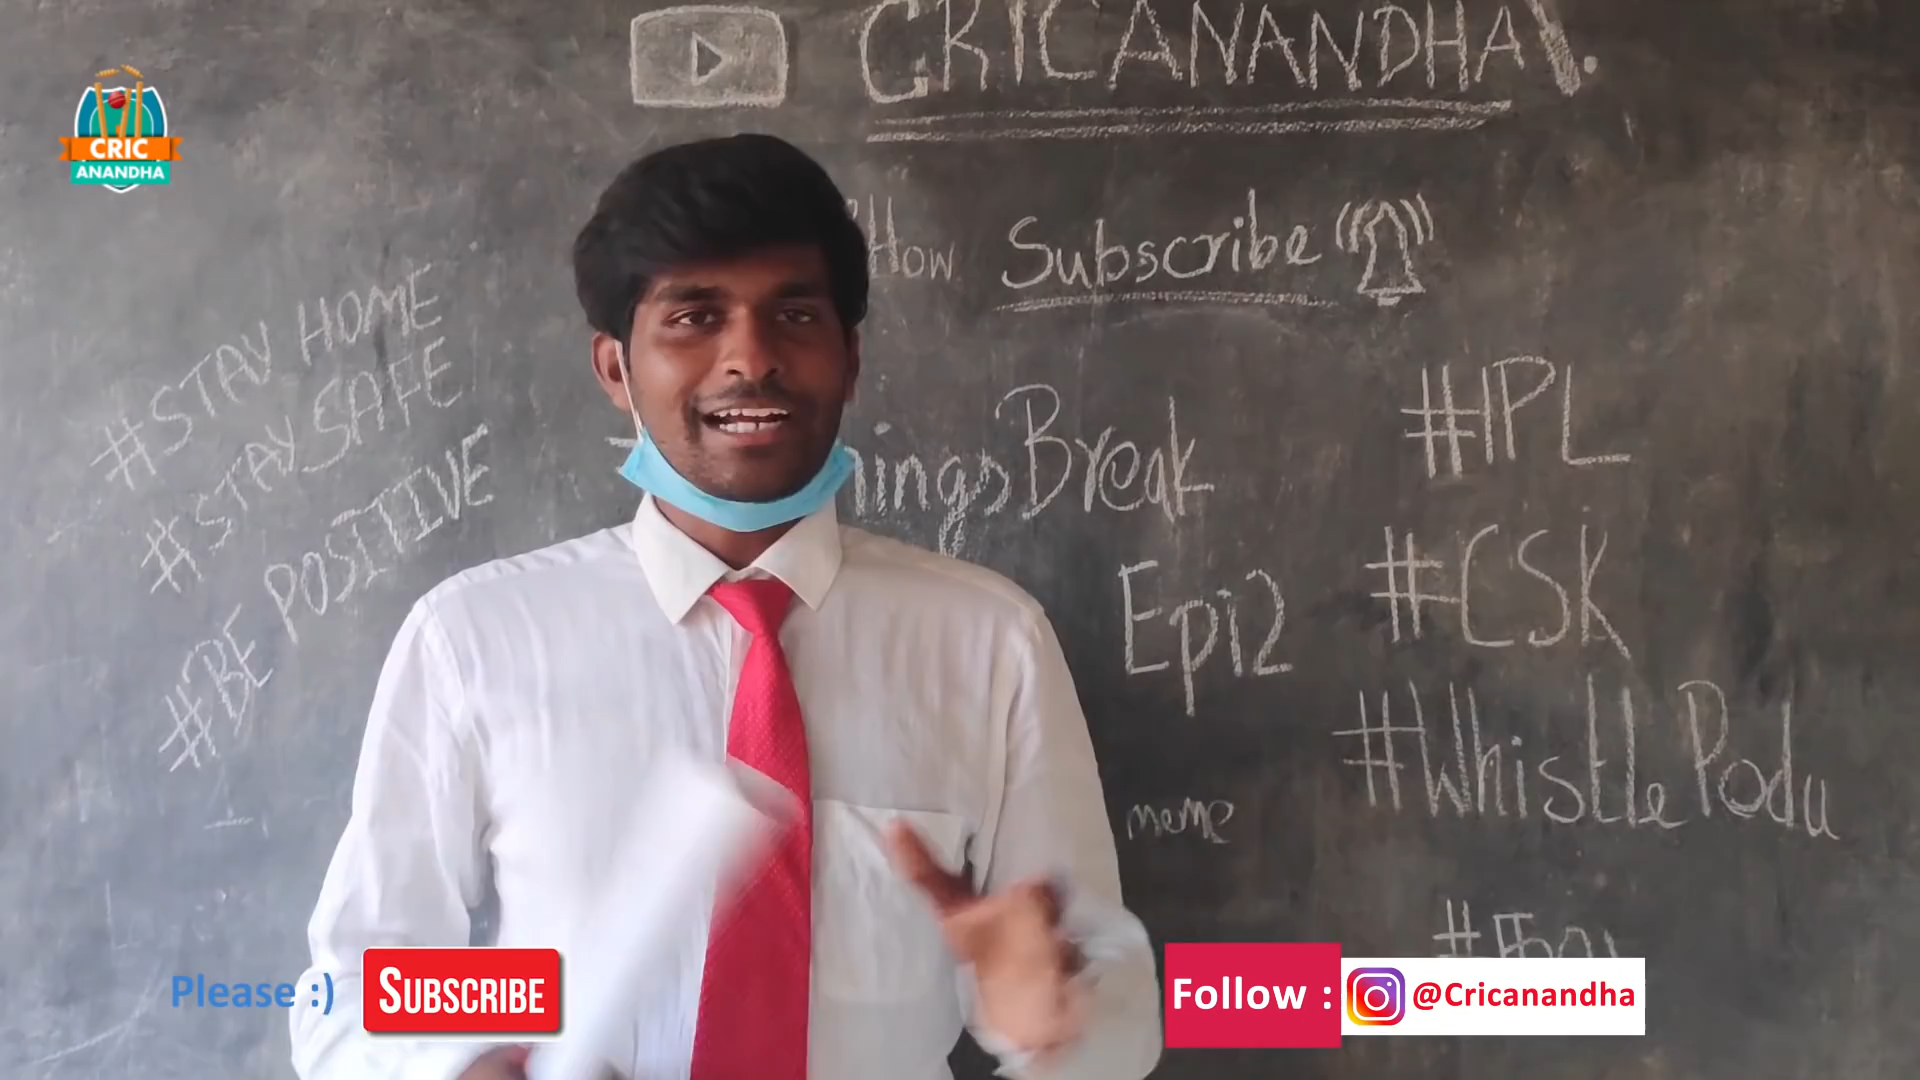 CRICANANDHA
CRIC
ANANDHA
How Subscribe
#STAY HOME
#STAY SAFE
#BE POSITIVE
Break
Epi2
#IPL
#CSK
#WhistlePodu
meme
Please :)
SUBSCRIBE
Follow :
@Cricanandha